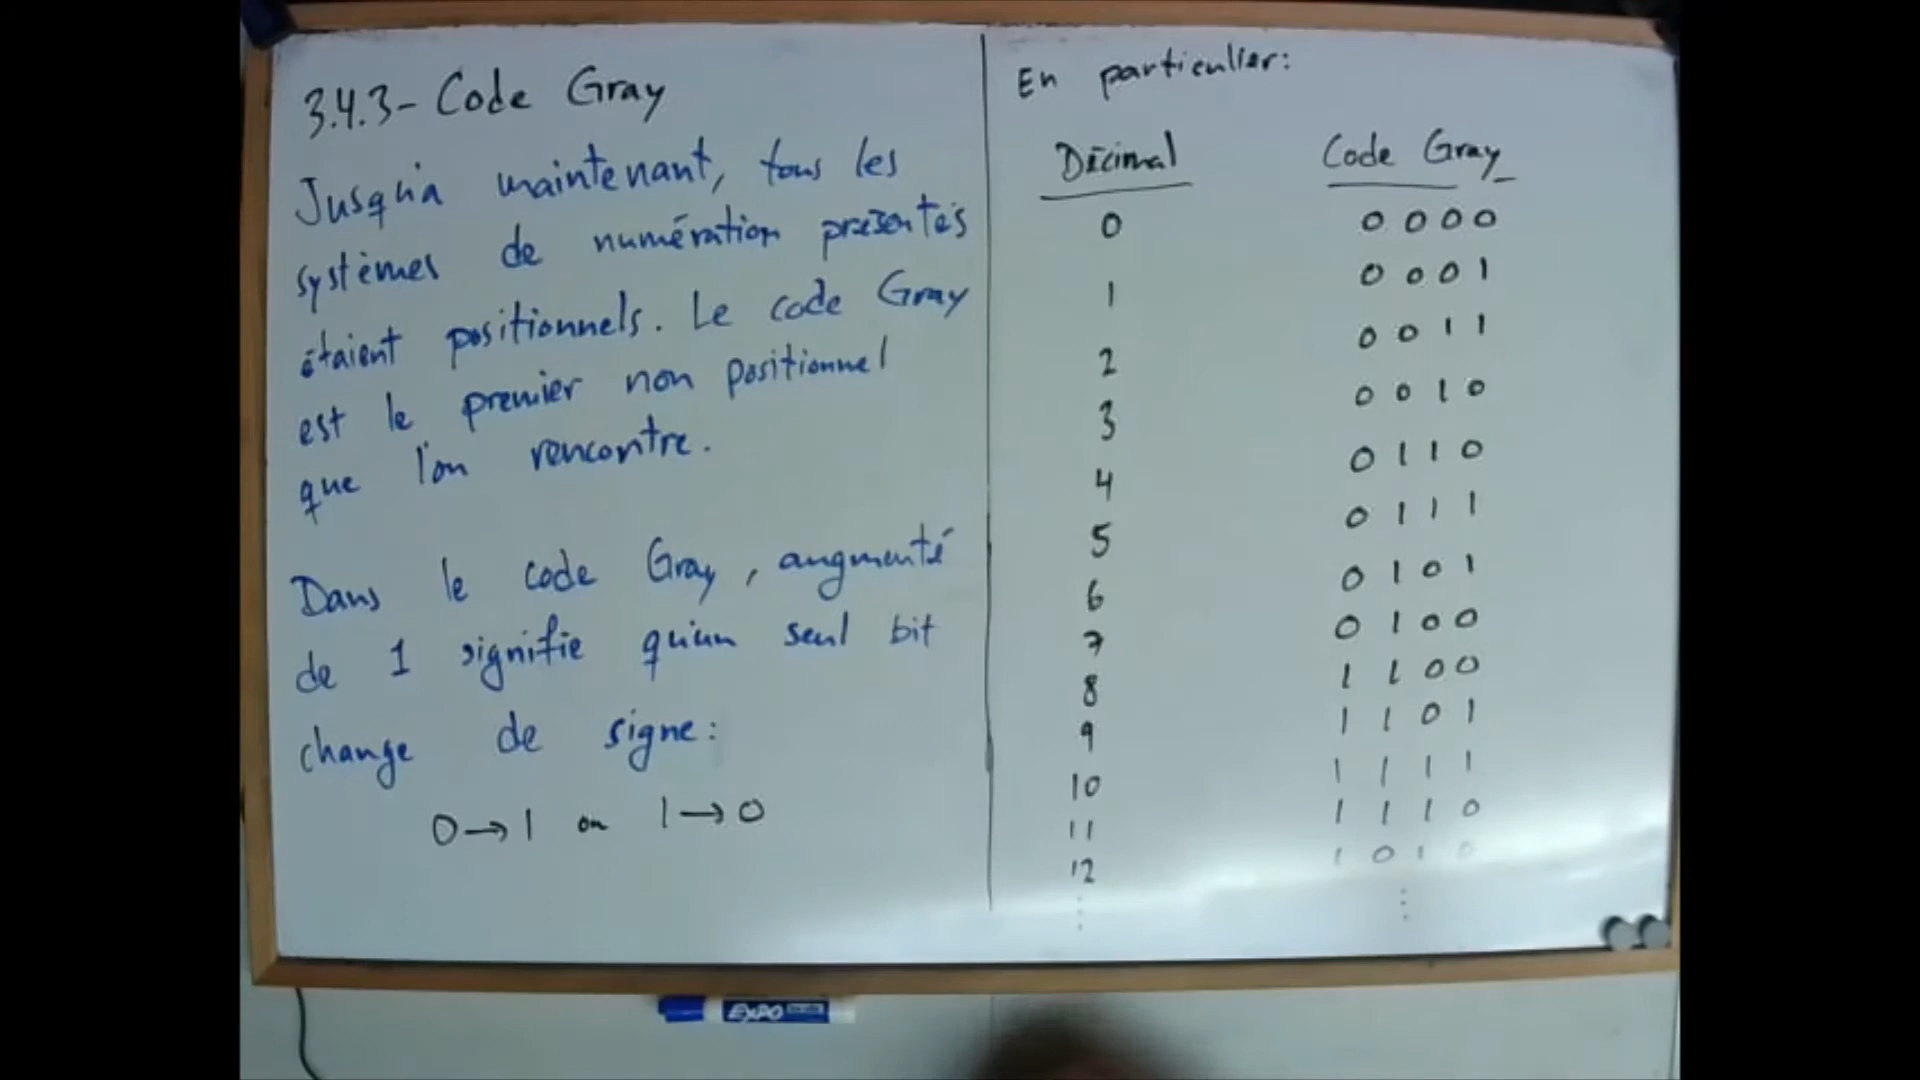 3.4.3- Code Gray
Jusqu'à maintenant, tous les
systèmes de numération présentés
étaient positionnels. Le code Gray
est le premier non positionnel
que l'on rencontre.
Dans le code Gray, augmenté
de 1 signifie qu'un seul bit
change de signe:
0→1 ou 1→0
En particulier:
Décimal Code Gray
0 0000
1 0001
2 0011
3 0010
4 0110
5 0111
6 0101
7 0100
8 1100
9 1101
10 1111
11 1110
12 1010
EXPO